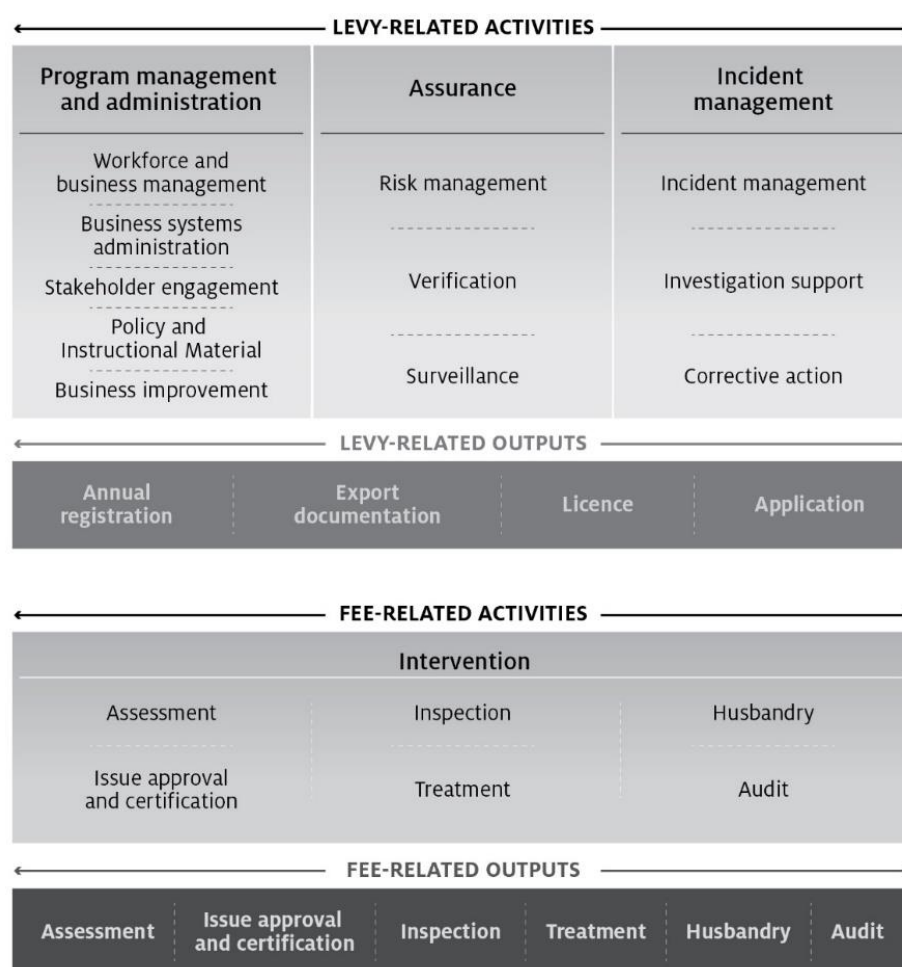 LEVY-RELATED ACTIVITIES
Program management
and administration
Workforce and
business management
Business systems
administration
Stakeholder engagement
Policy and
Instructional Material
Business improvement
Assurance
Risk management
Verification
Surveillance
Incident
management
Incident management
Investigation support
Corrective action
LEVY-RELATED OUTPUTS
Annual
registration
Export
documentation
Licence
Application
FEE-RELATED ACTIVITIES
Intervention
Assessment
Issue approval
and certification
Inspection
Treatment
Husbandry
Audit
FEE-RELATED OUTPUTS
Assessment
Issue approval
and certification
Inspection
Treatment
Husbandry
Audit